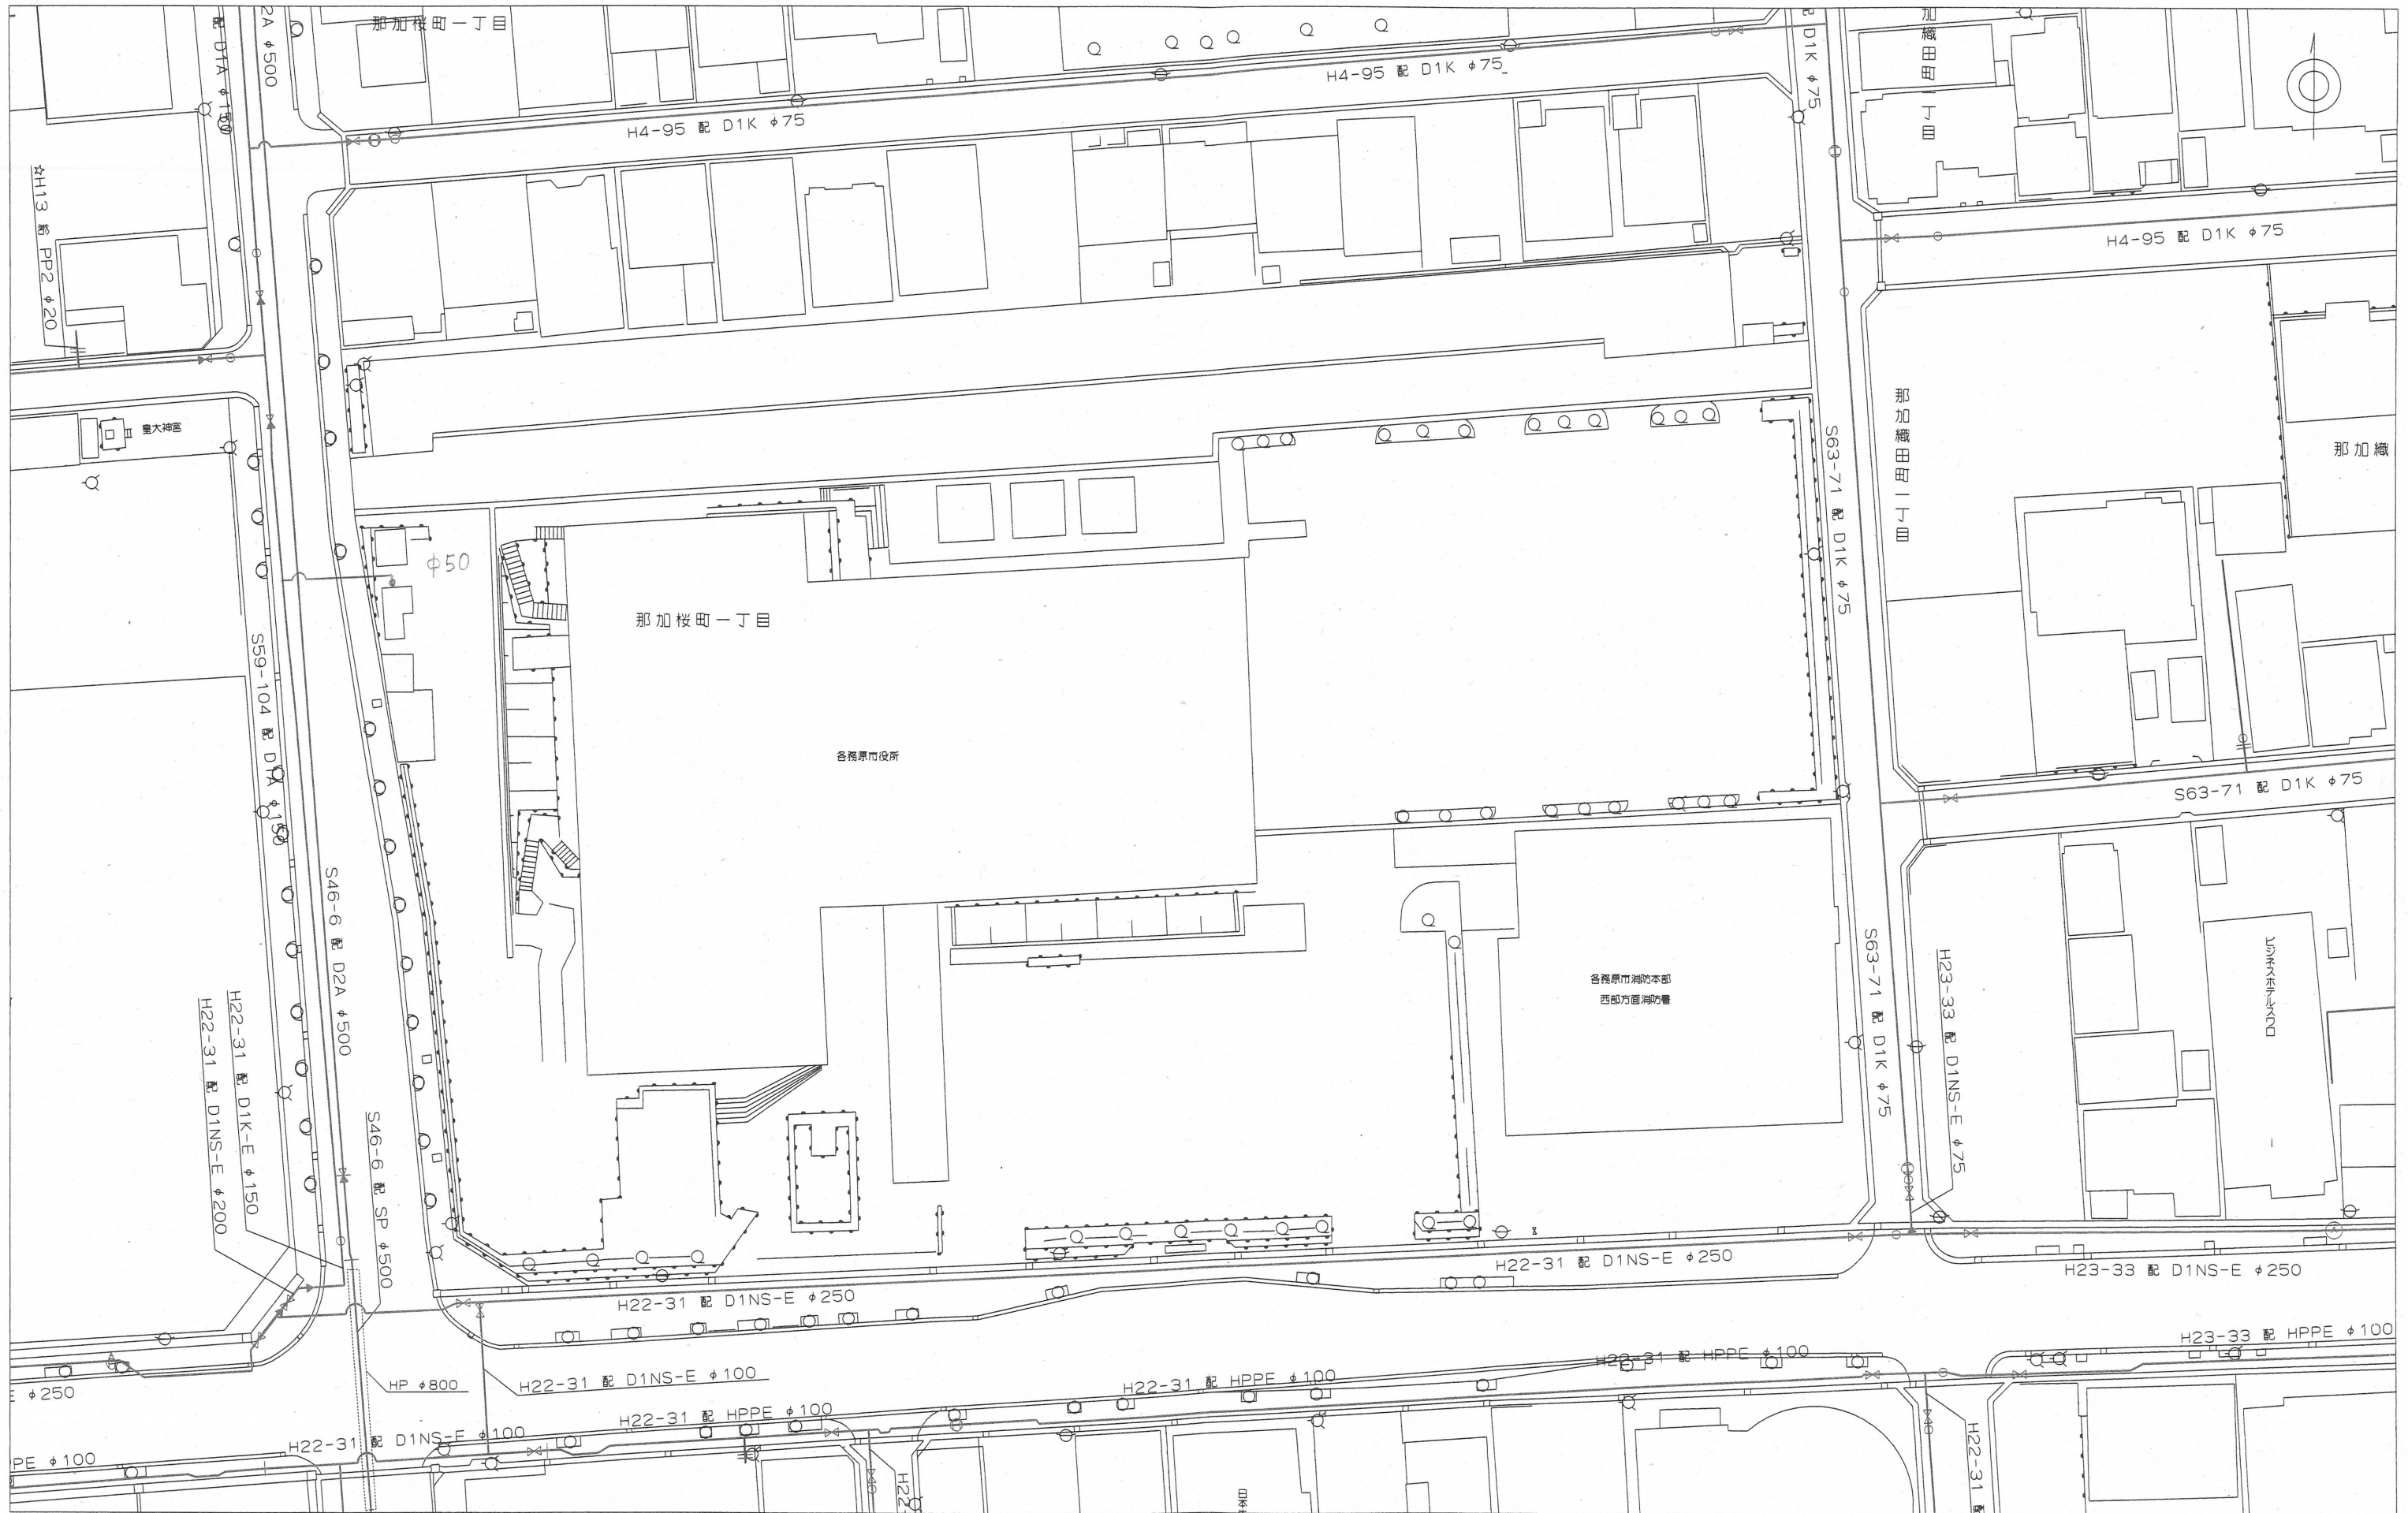 那加桜町一丁目
2A φ500
配 D1A φ150
H4-95 配 D1K φ75
H4-95 配 D1K φ75
配 D1K φ75
加織田町一丁目
H4-95 配 D1K φ75
☆H13 給 PP2 φ20
皇大神宮
那加織田町一丁目
那加織
S63-71 配 D1K φ75
φ50
那加桜町一丁目
S59-104 配 D1A φ150
各務原市役所
S63-71 配 D1K φ75
S46-6 配 D2A φ500
各務原市消防本部
西部方面消防署
S63-71 配 D1K φ75
H23-33 配 D1NS-E φ75
H22-31 配 D1K-E φ150
H22-31 配 D1NS-E φ200
S46-6 配 SP φ500
H22-31 配 D1NS-E φ250
H22-31 配 D1NS-E φ250
H23-33 配 D1NS-E φ250
E φ250
HP φ800
H22-31 配 D1NS-E φ100
H22-31 配 HPPE φ100
H22-31 配 HPPE φ100
H23-33 配 HPPE φ100
H22-31 配 HPPE φ100
H22-31 配 D1NS-E φ100
PE φ100
H22-
H22-31 配
日本